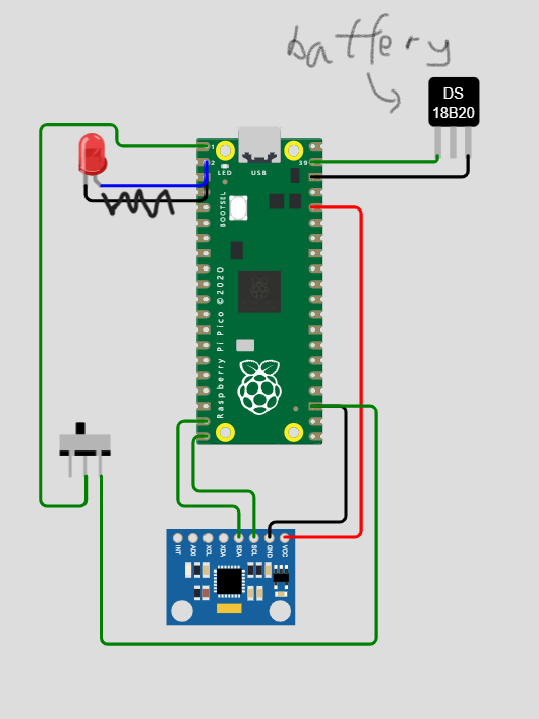 battery
DS
18B20
1
2
39
LED
USB
BOOTSEL
Raspberry Pi Pico ©2020
INT
AD0
XCL
XDA
SDA
SCL
GND
VCC